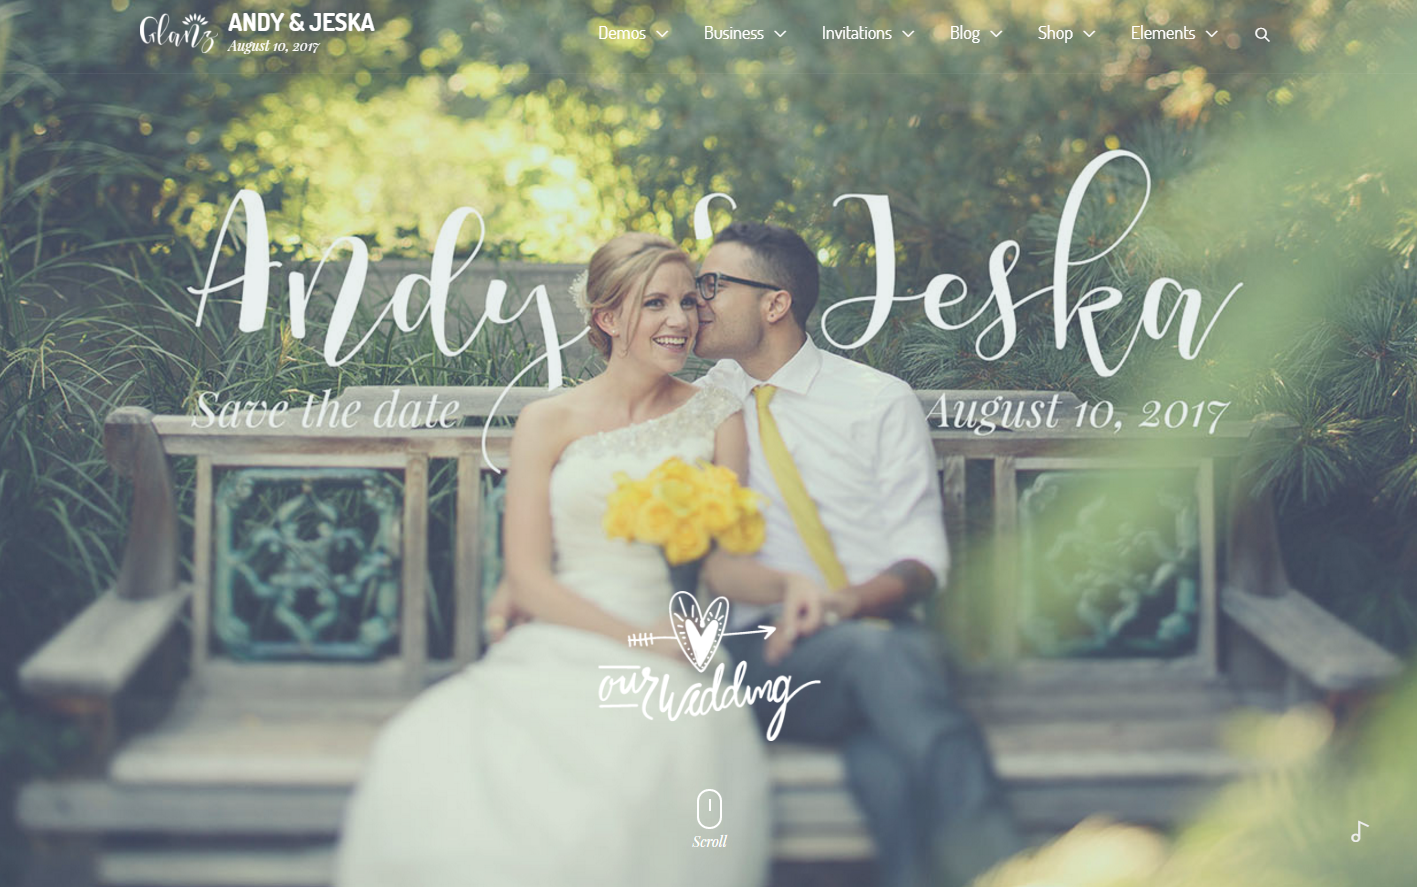 Glanz
ANDY & JESKA
August 10, 2017
Demos
Business
Invitations
Blog
Shop
Elements
Andy & Jeska
Save the date
August 10, 2017
our wedding
Scroll